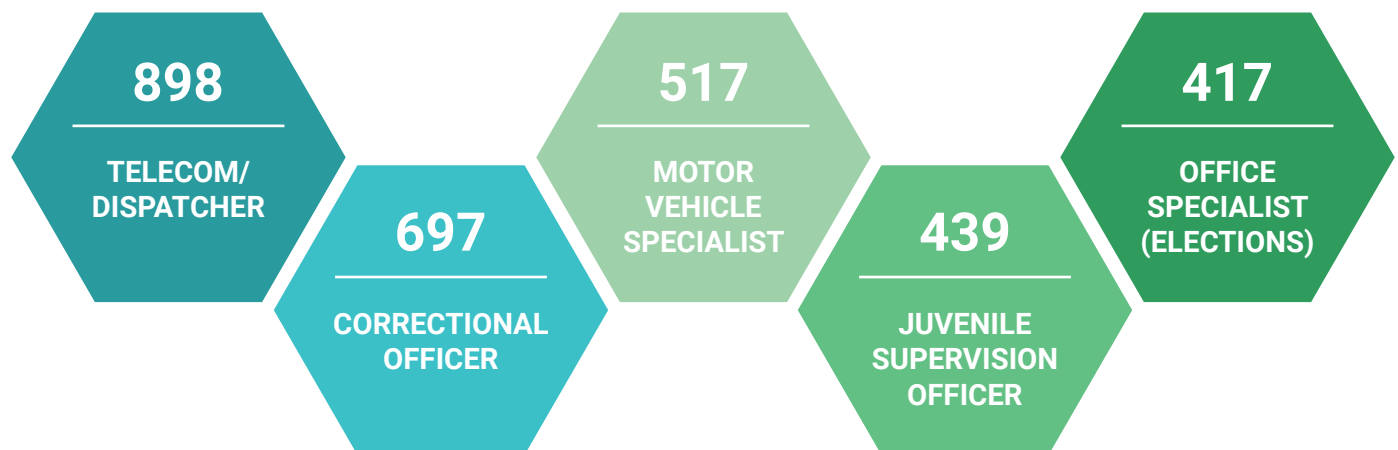 898
TELECOM/
DISPATCHER
697
CORRECTIONAL
OFFICER
517
MOTOR
VEHICLE
SPECIALIST
439
JUVENILE
SUPERVISION
OFFICER
417
OFFICE
SPECIALIST
(ELECTIONS)